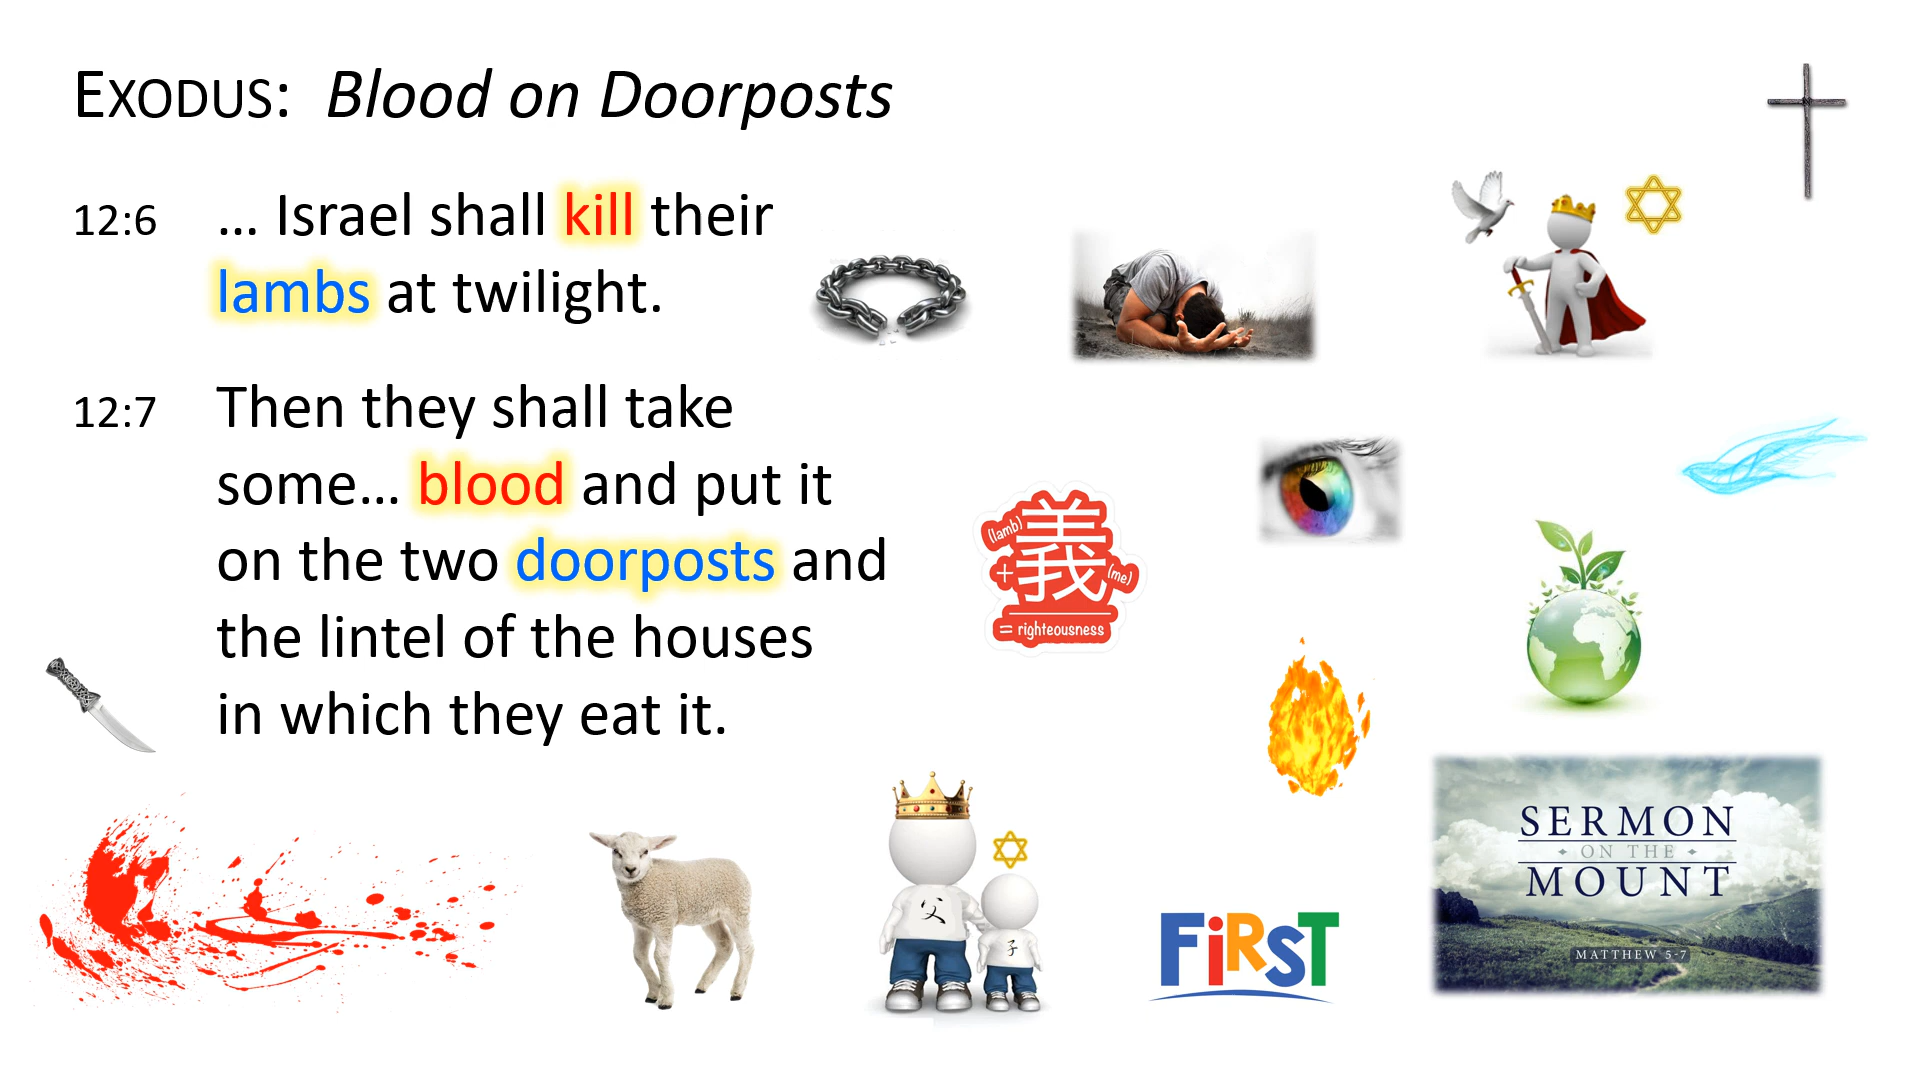 EXODUS: Blood on Doorposts
12:6 … Israel shall kill their
lambs at twilight.
12:7 Then they shall take
some… blood and put it
on the two doorposts and
the lintel of the houses
in which they eat it.
(lamb)
義
+
(me)
= righteousness
父
子
FiRST
SERMON
ON THE
MOUNT
MATTHEW 5-7